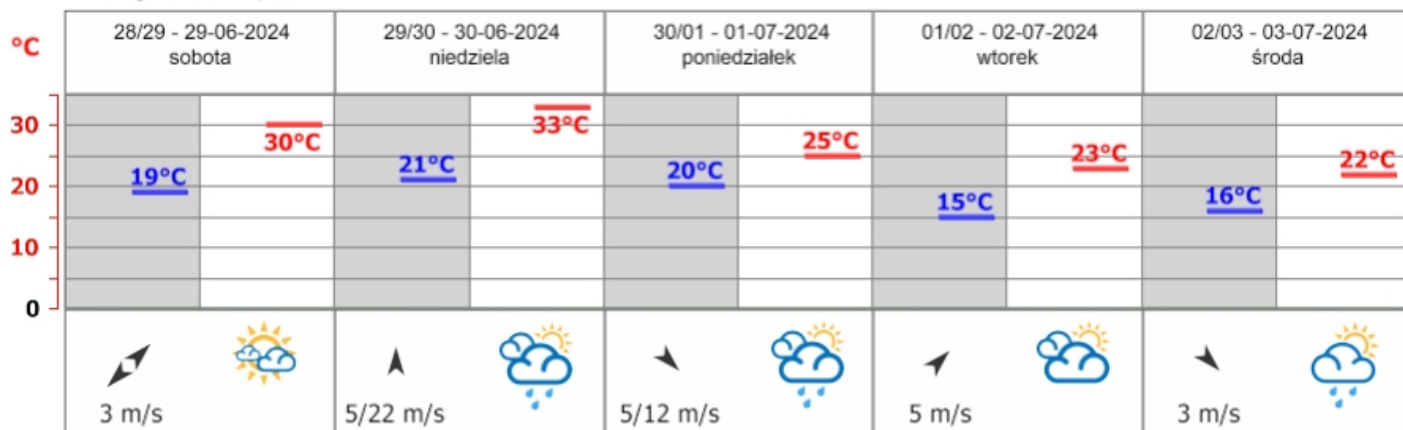 °C
28/29 - 29-06-2024
sobota
29/30 - 30-06-2024
niedziela
30/01 - 01-07-2024
poniedziałek
01/02 - 02-07-2024
wtorek
02/03 - 03-07-2024
środa
30
20
10
0
19°C
30°C
21°C
33°C
20°C
25°C
15°C
23°C
16°C
22°C
3 m/s
5/22 m/s
5/12 m/s
5 m/s
3 m/s